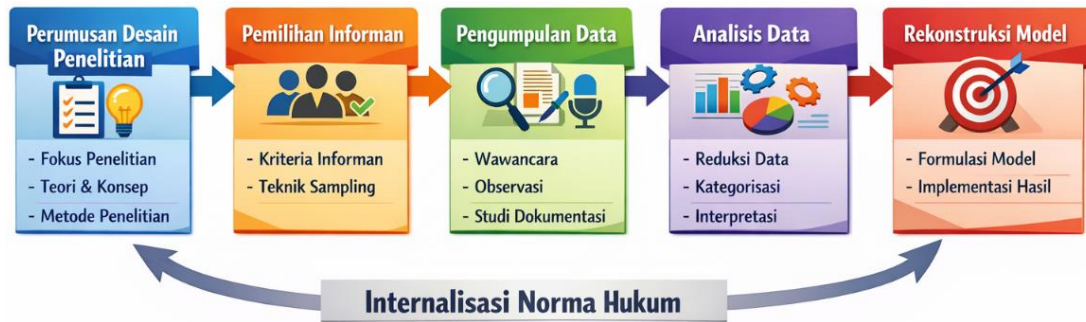 Perumusan Desain
Penelitian
- Fokus Penelitian
- Teori & Konsep
- Metode Penelitian
Pemilihan Informan
- Kriteria Informan
- Teknik Sampling
Pengumpulan Data
- Wawancara
- Observasi
- Studi Dokumentasi
Analisis Data
- Reduksi Data
- Kategorisasi
- Interpretasi
Rekonstruksi Model
- Formulasi Model
- Implementasi Hasil
Internalisasi Norma Hukum